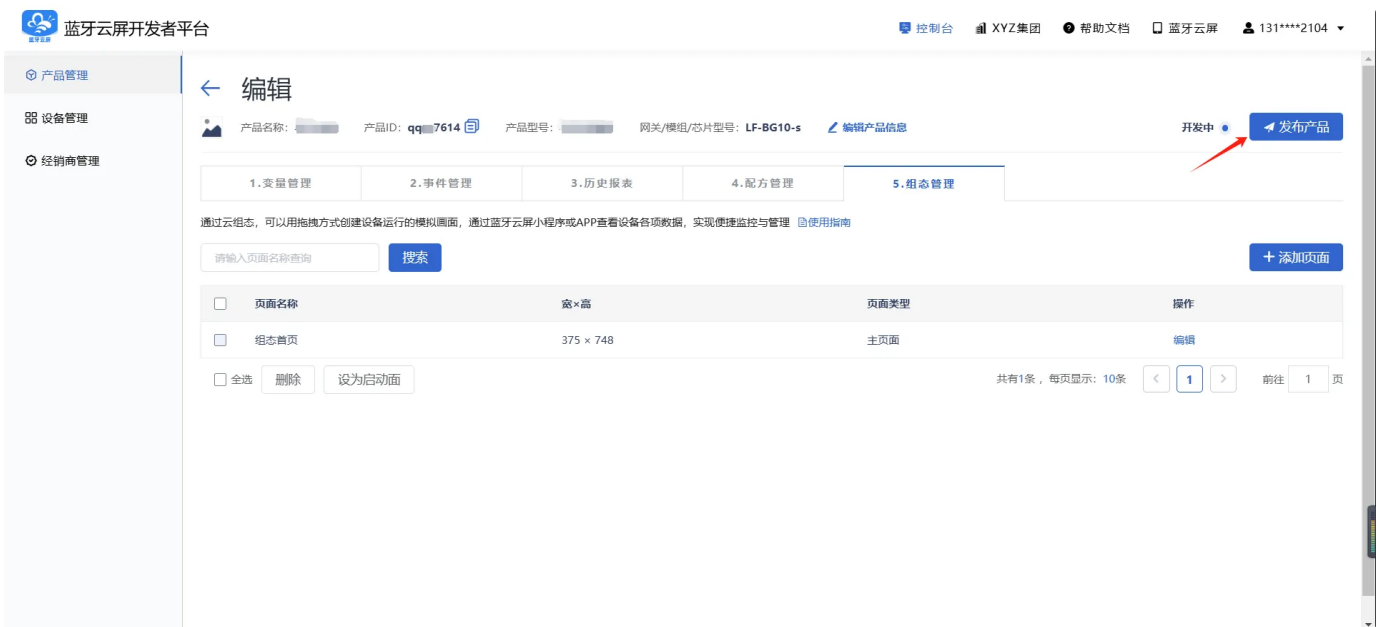 蓝牙云屏
蓝牙云屏开发者平台
控制台 XYZ集团 帮助文档 蓝牙云屏 131****2104
产品管理
设备管理
经销商管理
编辑
产品名称: 产品ID: qq 7614 产品型号: 网关/模组/芯片型号: LF-BG10-s 编辑产品信息 开发中 发布产品
1.变量管理 2.事件管理 3.历史报表 4.配方管理 5.组态管理
通过云组态，可以用拖拽方式创建设备运行的模拟画面，通过蓝牙云屏小程序或APP查看设备各项数据，实现便捷监控与管理 使用指南
请输入页面名称查询 搜索 添加页面
页面名称 宽×高 页面类型 操作
组态首页 375 × 748 主页面 编辑
全选 删除 设为启动面 共有1条，每页显示: 10条 < 1 > 前往 1 页